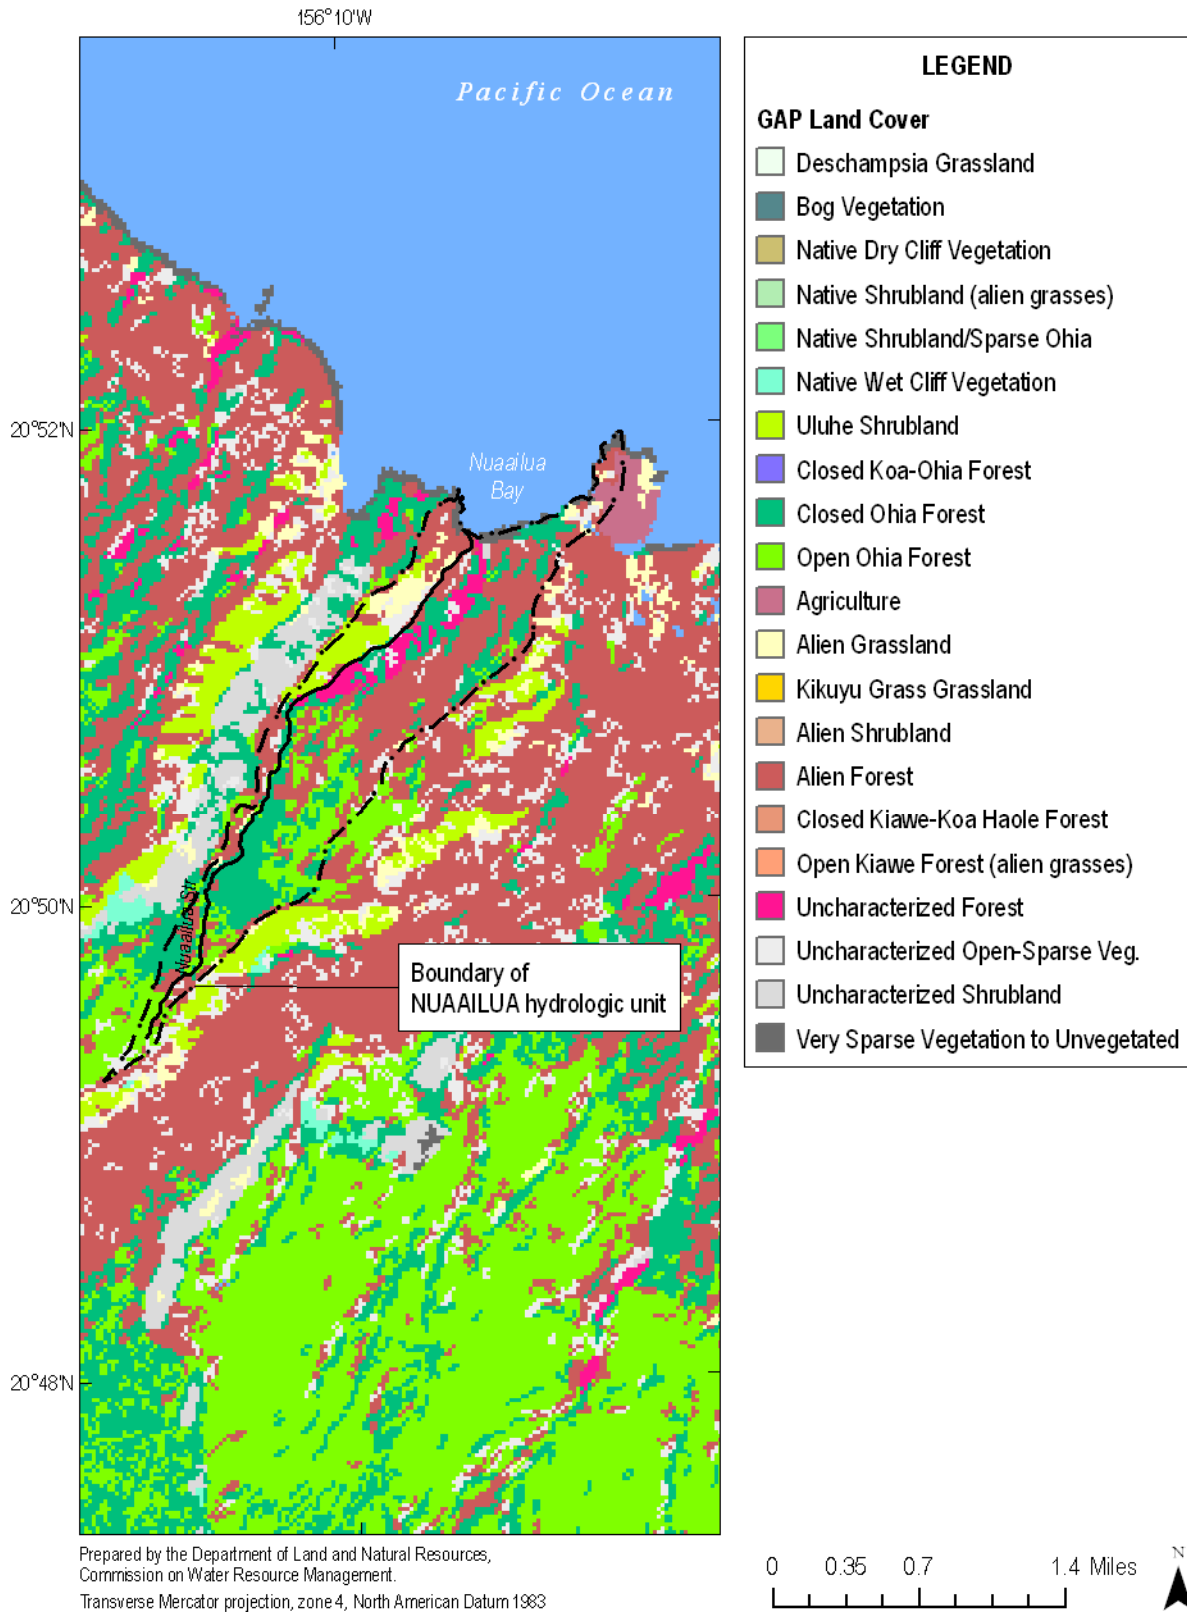 156°10'W
Pacific Ocean
20°52'N
Nuaailua
Bay
20°50'N
Nuaailua Str
Boundary of
NUAAILUA hydrologic unit
20°48'N
LEGEND
GAP Land Cover
Deschampsia Grassland
Bog Vegetation
Native Dry Cliff Vegetation
Native Shrubland (alien grasses)
Native Shrubland/Sparse Ohia
Native Wet Cliff Vegetation
Uluhe Shrubland
Closed Koa-Ohia Forest
Closed Ohia Forest
Open Ohia Forest
Agriculture
Alien Grassland
Kikuyu Grass Grassland
Alien Shrubland
Alien Forest
Closed Kiawe-Koa Haole Forest
Open Kiawe Forest (alien grasses)
Uncharacterized Forest
Uncharacterized Open-Sparse Veg.
Uncharacterized Shrubland
Very Sparse Vegetation to Unvegetated
Prepared by the Department of Land and Natural Resources,
Commission on Water Resource Management.
Transverse Mercator projection, zone 4, North American Datum 1983
0 0.35 0.7 1.4 Miles
N